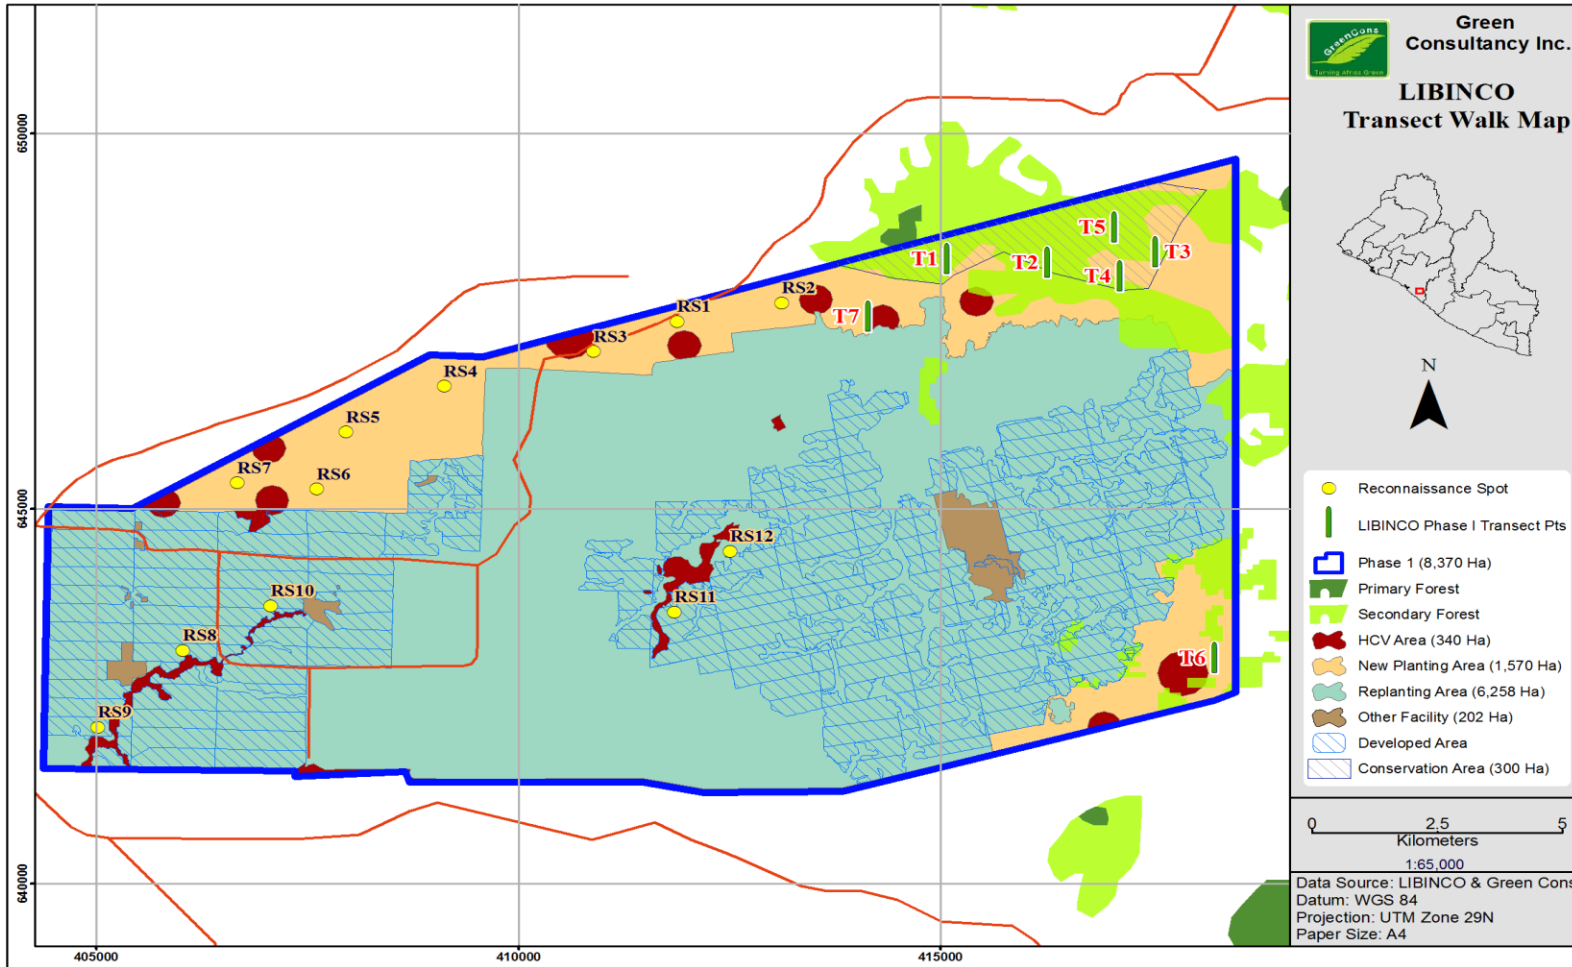 Green
Consultancy Inc.
GreenCons
Turning Africa Green
LIBINCO
Transect Walk Map
N
Reconnaissance Spot
LIBINCO Phase I Transect Pts
Phase 1 (8,370 Ha)
Primary Forest
Secondary Forest
HCV Area (340 Ha)
New Planting Area (1,570 Ha)
Replanting Area (6,258 Ha)
Other Facility (202 Ha)
Developed Area
Conservation Area (300 Ha)
0 2.5 5
Kilometers
1:65,000
Data Source: LIBINCO & Green Cons
Datum: WGS 84
Projection: UTM Zone 29N
Paper Size: A4
650000
645000
640000
405000
410000
415000
T5
T3
T1
T2
T4
T7
T6
RS2
RS1
RS3
RS4
RS5
RS7
RS6
RS12
RS10
RS11
RS8
RS9